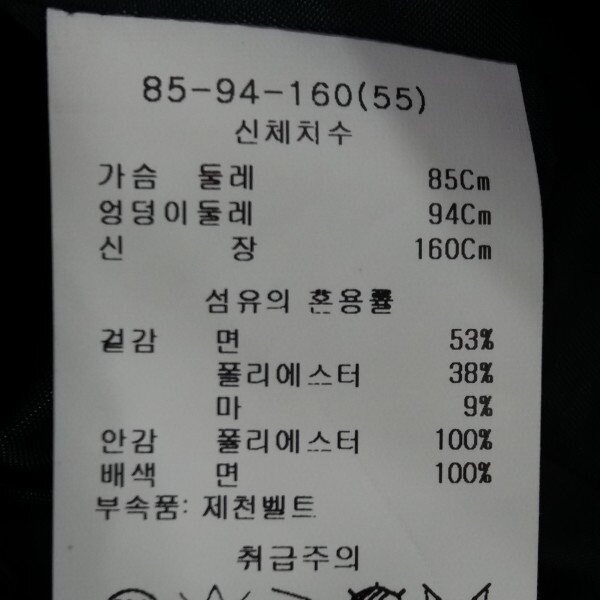 85-94-160(55)
신체치수
가슴 둘레 85Cm
엉덩이둘레 94Cm
신 장 160Cm
섬유의 혼용률
겉감 면 53%
폴리에스터 38%
마 9%
안감 폴리에스터 100%
배색 면 100%
부속품: 제천벨트
취급주의